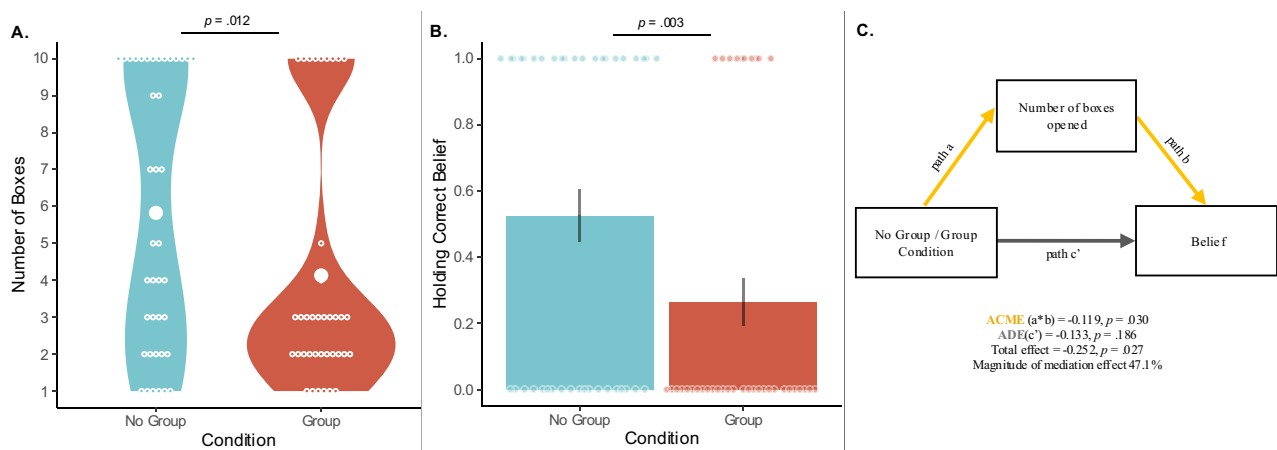 A.
p = .012
Number of Boxes
10
9
8
7
6
5
4
3
2
1
No Group
Group
Condition
B.
p = .003
Holding Correct Belief
1.0
0.8
0.6
0.4
0.2
0.0
No Group
Group
Condition
C.
Number of boxes
opened
path a
path b
No Group / Group
Condition
path c'
Belief
ACME (a*b) = -0.119, p = .030
ADE(c') = -0.133, p = .186
Total effect = -0.252, p = .027
Magnitude of mediation effect 47.1%